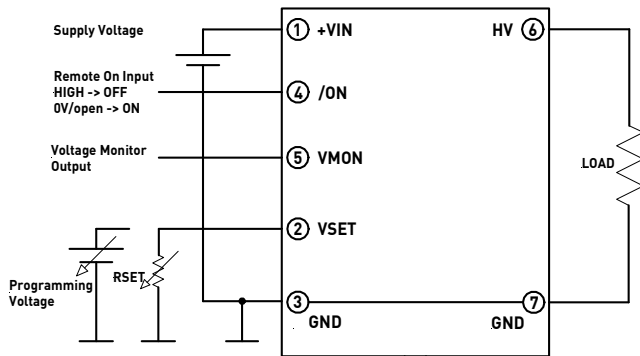 Supply Voltage
1 +VIN
HV 6
Remote On Input
HIGH -> OFF
0V/open -> ON
4 /ON
Voltage Monitor
Output
5 VMON
LOAD
2 VSET
Programming
Voltage
RSET
3
GND
7
GND